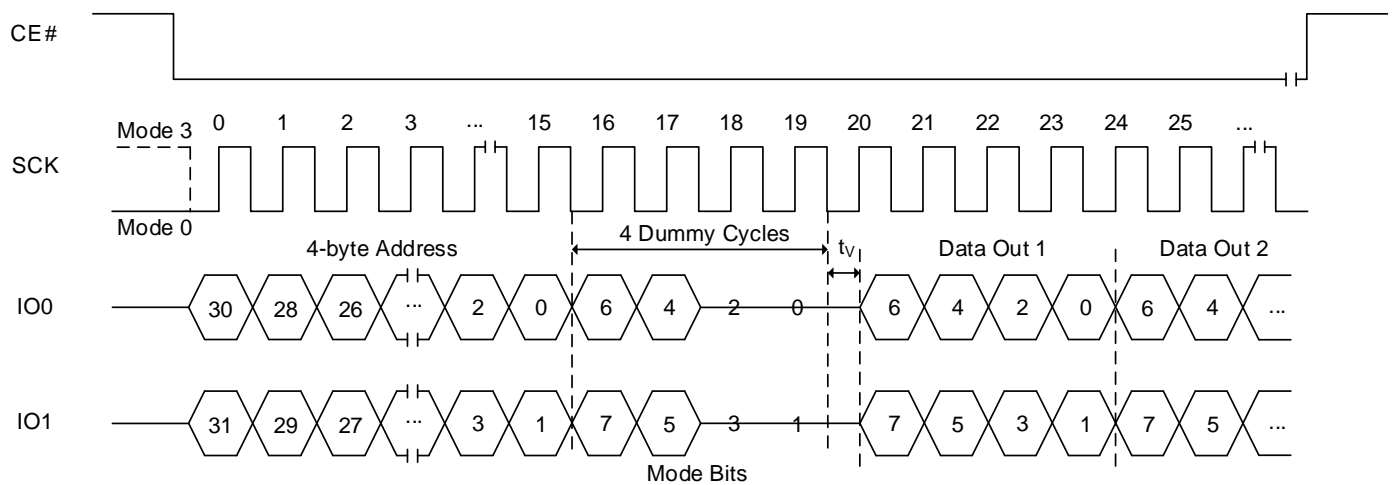 CE#
Mode 3 0 1 2 3 ... 15 16 17 18 19 20 21 22 23 24 25 ...
SCK
Mode 0
4-byte Address 4 Dummy Cycles tV Data Out 1 Data Out 2
IO0 30 28 26 ... 2 0 6 4 2 0 6 4 2 0 6 4 ...
IO1 31 29 27 ... 3 1 7 5 3 1 7 5 3 1 7 5 ...
Mode Bits